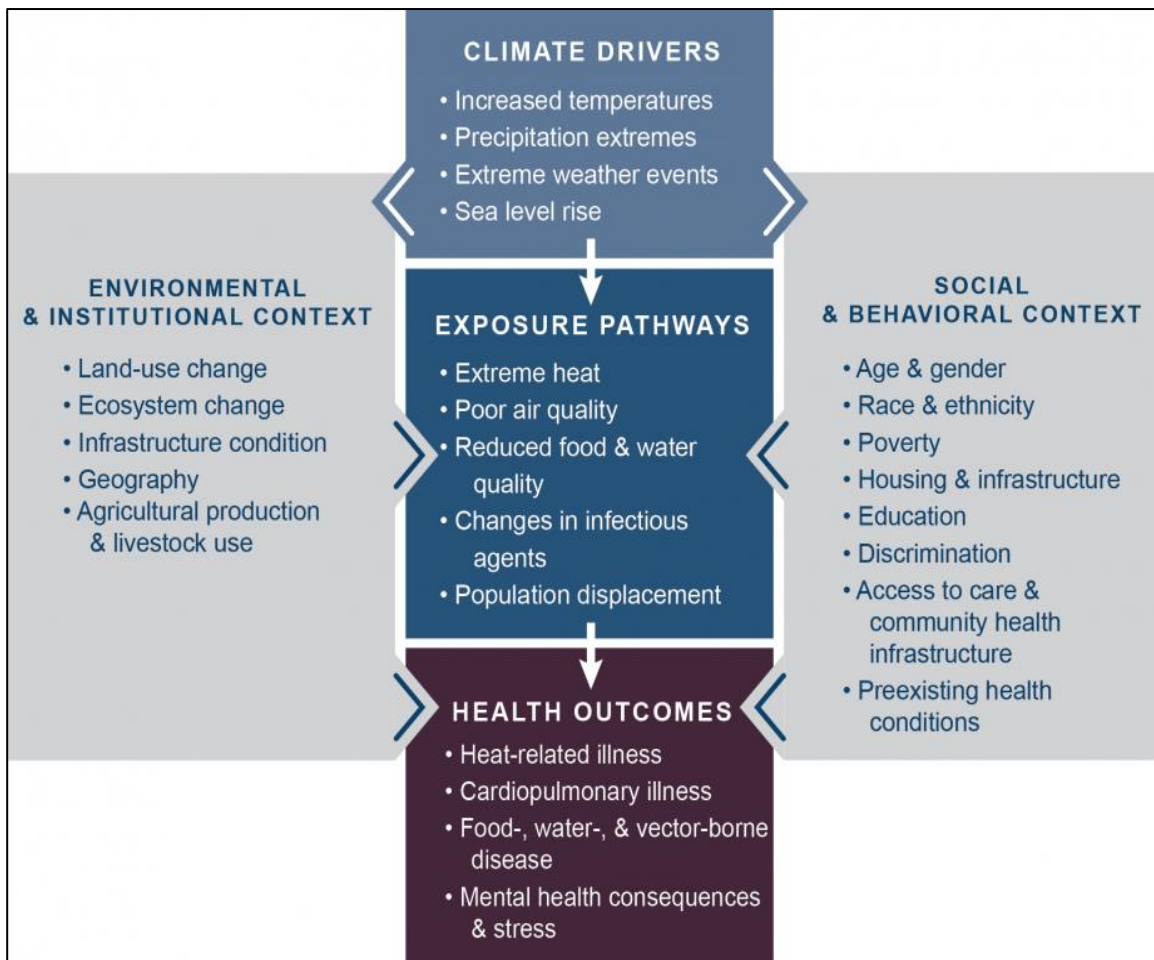 CLIMATE DRIVERS
• Increased temperatures
• Precipitation extremes
• Extreme weather events
• Sea level rise
ENVIRONMENTAL
& INSTITUTIONAL CONTEXT
• Land-use change
• Ecosystem change
• Infrastructure condition
• Geography
• Agricultural production
& livestock use
EXPOSURE PATHWAYS
• Extreme heat
• Poor air quality
• Reduced food & water
quality
• Changes in infectious
agents
• Population displacement
SOCIAL
& BEHAVIORAL CONTEXT
• Age & gender
• Race & ethnicity
• Poverty
• Housing & infrastructure
• Education
• Discrimination
• Access to care &
community health
infrastructure
• Preexisting health
conditions
HEALTH OUTCOMES
• Heat-related illness
• Cardiopulmonary illness
• Food-, water-, & vector-borne
disease
• Mental health consequences
& stress